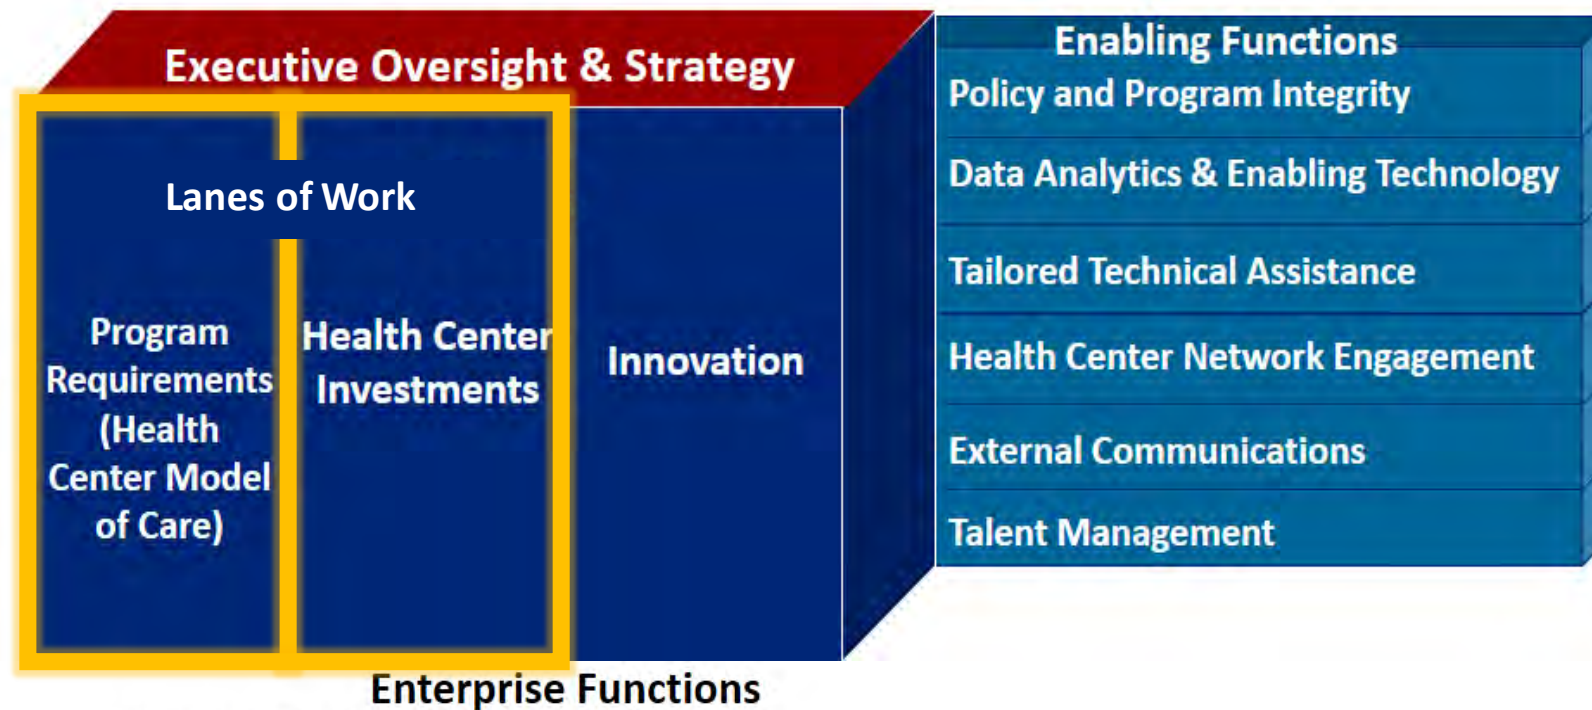 Executive Oversight & Strategy
Lanes of Work
Program
Requirements
(Health
Center Model
of Care)
Health Center
Investments
Innovation
Enterprise Functions
Enabling Functions
Policy and Program Integrity
Data Analytics & Enabling Technology
Tailored Technical Assistance
Health Center Network Engagement
External Communications
Talent Management